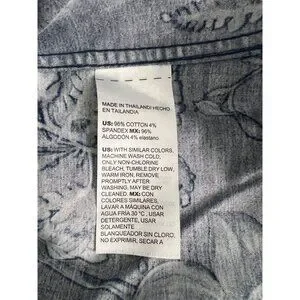 MADE IN THAILAND/ HECHO
EN TAILANDIA
US: 96% COTTON 4%
SPANDEX MX: 96%
ALGODÓN 4% elastano.
US: WITH SIMILAR COLORS,
MACHINE WASH COLD,
ONLY NON-CHLORINE
BLEACH, TUMBLE DRY LOW,
WARM IRON, REMOVE
PROMPTLY AFTER
WASHING, MAY BE DRY
CLEANED. MX: CON
COLORES SIMILARES,
LAVAR A MAQUINA CON
AGUA FRIA 30 °C , USAR
DETERGENTE, USAR
SOLAMENTE
BLANQUEADOR SIN CLORO,
NO EXPRIMIR, SECAR A